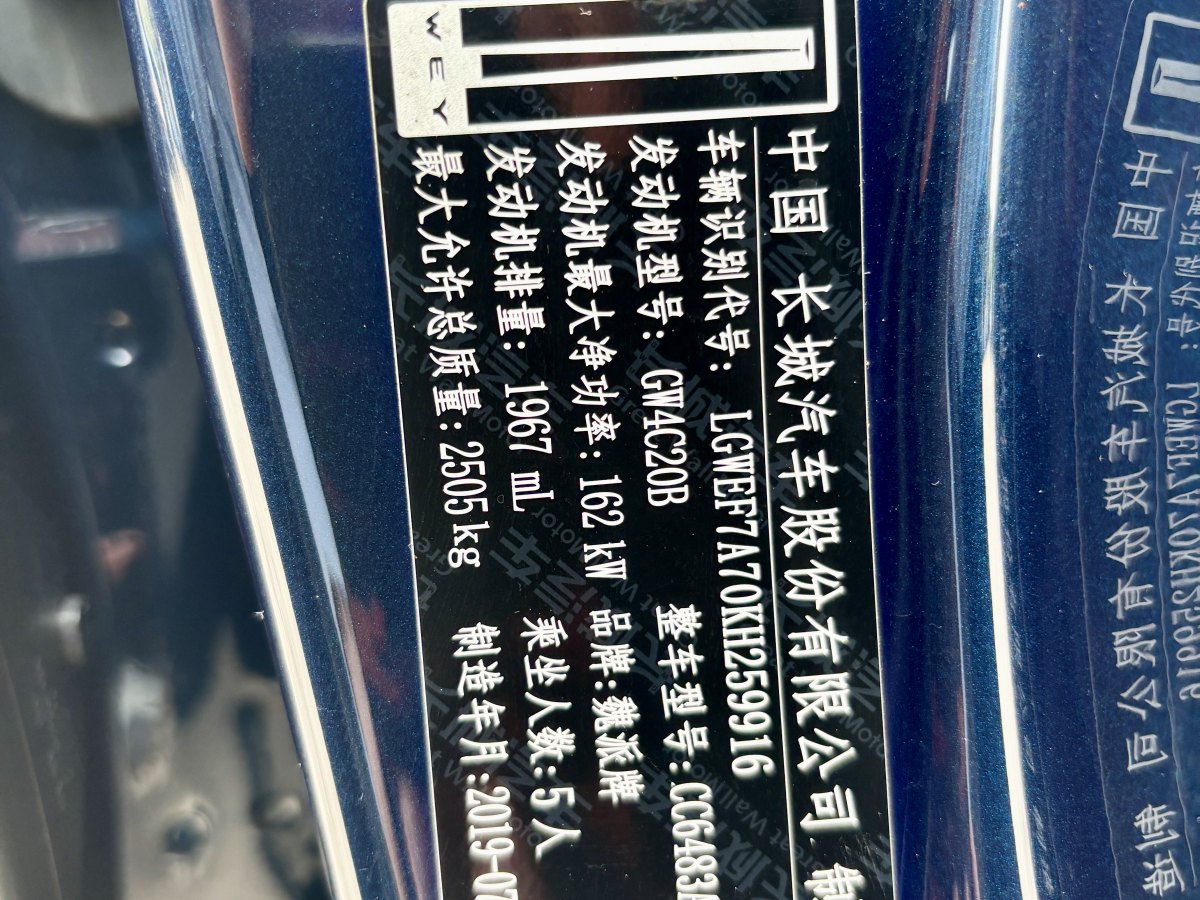 WEY
中国 长城汽车股份有限公司 制
车辆识别代号: LGWEF7A70KH259916
发动机型号: GW4C20B 整车型号:CC6483A
发动机最大净功率: 162 kW 品牌:魏派牌
发动机排量: 1967 mL 乘坐人数:5人
最大允许总质量:2505kg 制造年月:2019-07